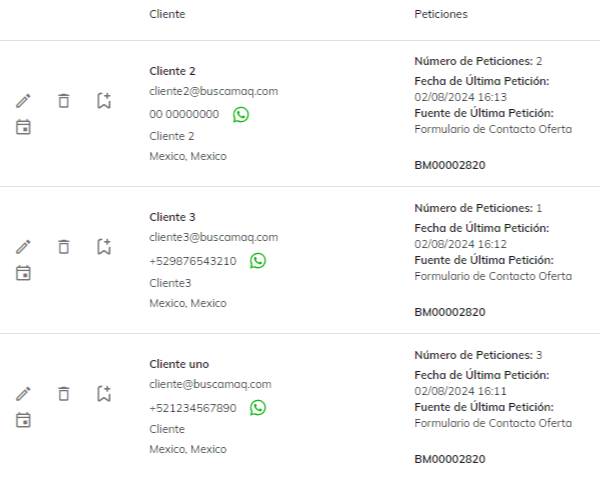 Cliente
Peticiones
Cliente 2
cliente2@buscamaq.com
00 00000000
Cliente 2
Mexico, Mexico
Número de Peticiones: 2
Fecha de Última Petición:
02/08/2024 16:13
Fuente de Última Petición:
Formulario de Contacto Oferta
BM00002820
Cliente 3
cliente3@buscamaq.com
+529876543210
Cliente3
Mexico, Mexico
Número de Peticiones: 1
Fecha de Última Petición:
02/08/2024 16:12
Fuente de Última Petición:
Formulario de Contacto Oferta
BM00002820
Cliente uno
cliente@buscamaq.com
+521234567890
Cliente
Mexico, Mexico
Número de Peticiones: 3
Fecha de Última Petición:
02/08/2024 16:11
Fuente de Última Petición:
Formulario de Contacto Oferta
BM00002820